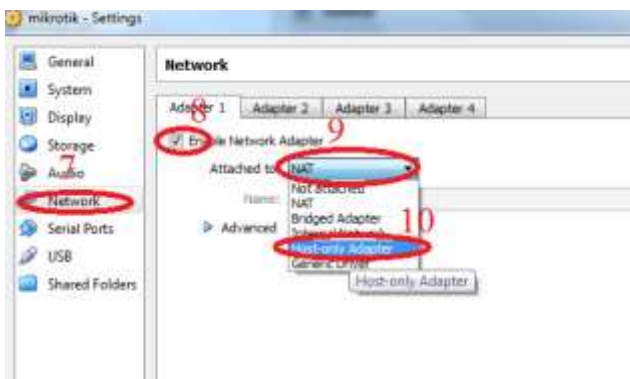 mikrotik - Settings
General
System
Display
Storage
Audio
Network
Serial Ports
USB
Shared Folders
7
Network
Adapter 1
Adapter 2
Adapter 3
Adapter 4
8
Enable Network Adapter
9
Attached to:
NAT
Not attached
NAT
Bridged Adapter
Host-only Adapter
Generic Driver
10
Name:
Advanced
Host-only Adapter